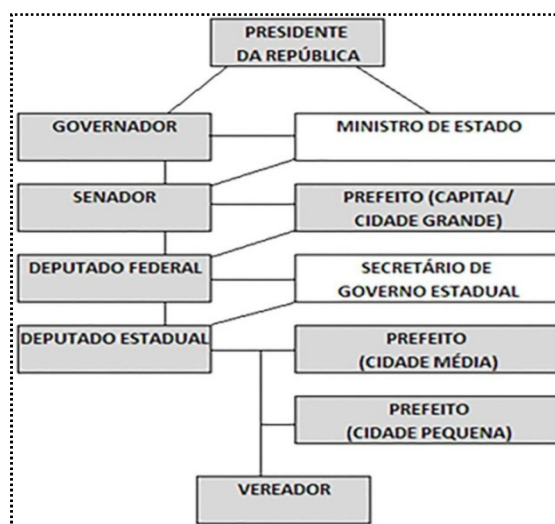 PRESIDENTE
DA REPÚBLICA
GOVERNADOR
MINISTRO DE ESTADO
SENADOR
PREFEITO (CAPITAL/
CIDADE GRANDE)
DEPUTADO FEDERAL
SECRETÁRIO DE
GOVERNO ESTADUAL
DEPUTADO ESTADUAL
PREFEITO
(CIDADE MÉDIA)
PREFEITO
(CIDADE PEQUENA)
VEREADOR